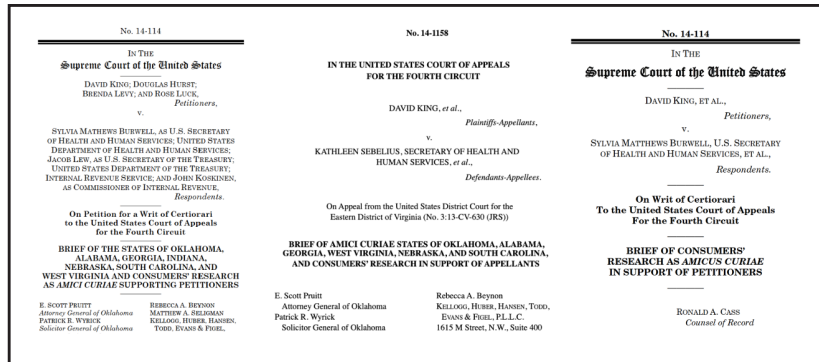 No. 14-114
IN THE
Supreme Court of the United States
DAVID KING; DOUGLAS HURST;
BRENDA LEVY; AND ROSE LUCK,
Petitioners,
v.
SYLVIA MATHEWS BURWELL, AS U.S. SECRETARY
OF HEALTH AND HUMAN SERVICES; UNITED STATES
DEPARTMENT OF HEALTH AND HUMAN SERVICES;
JACOB LEW, AS U.S. SECRETARY OF THE TREASURY;
UNITED STATES DEPARTMENT OF THE TREASURY;
INTERNAL REVENUE SERVICE; AND JOHN KOSKINEN,
AS COMMISSIONER OF INTERNAL REVENUE,
Respondents.
On Petition for a Writ of Certiorari
to the United States Court of Appeals
for the Fourth Circuit
BRIEF OF THE STATES OF OKLAHOMA,
ALABAMA, GEORGIA, INDIANA,
NEBRASKA, SOUTH CAROLINA, AND
WEST VIRGINIA AND CONSUMERS' RESEARCH
AS AMICI CURIAE SUPPORTING PETITIONERS
E. SCOTT PRUITT
Attorney General of Oklahoma
PATRICK R. WYRICK
Solicitor General of Oklahoma
REBECCA A. BEYNON
MATTHEW A. SELIGMAN
KELLOGG, HUBER, HANSEN,
TODD, EVANS & FIGEL,
No. 14-1158
IN THE UNITED STATES COURT OF APPEALS
FOR THE FOURTH CIRCUIT
DAVID KING, et al.,
Plaintiffs-Appellants,
v.
KATHLEEN SEBELIUS, SECRETARY OF HEALTH AND
HUMAN SERVICES, et al.,
Defendants-Appellees.
On Appeal from the United States District Court for the
Eastern District of Virginia (No. 3:13-CV-630 (JRS))
BRIEF OF AMICI CURIAE STATES OF OKLAHOMA, ALABAMA,
GEORGIA, WEST VIRGINIA, NEBRASKA, AND SOUTH CAROLINA,
AND CONSUMERS' RESEARCH IN SUPPORT OF APPELLANTS
E. Scott Pruitt
Attorney General of Oklahoma
Patrick R. Wyrick
Solicitor General of Oklahoma
Rebecca A. Beynon
KELLOGG, HUBER, HANSEN, TODD,
EVANS & FIGEL, P.L.L.C.
1615 M Street, N.W., Suite 400
No. 14-114
IN THE
Supreme Court of the United States
DAVID KING, ET AL.,
Petitioners,
v.
SYLVIA MATTHEWS BURWELL, U.S. SECRETARY
OF HEALTH AND HUMAN SERVICES, ET AL.,
Respondents.
On Writ of Certiorari
To the United States Court of Appeals
For the Fourth Circuit
BRIEF OF CONSUMERS'
RESEARCH AS AMICUS CURIAE
IN SUPPORT OF PETITIONERS
RONALD A. CASS
Counsel of Record